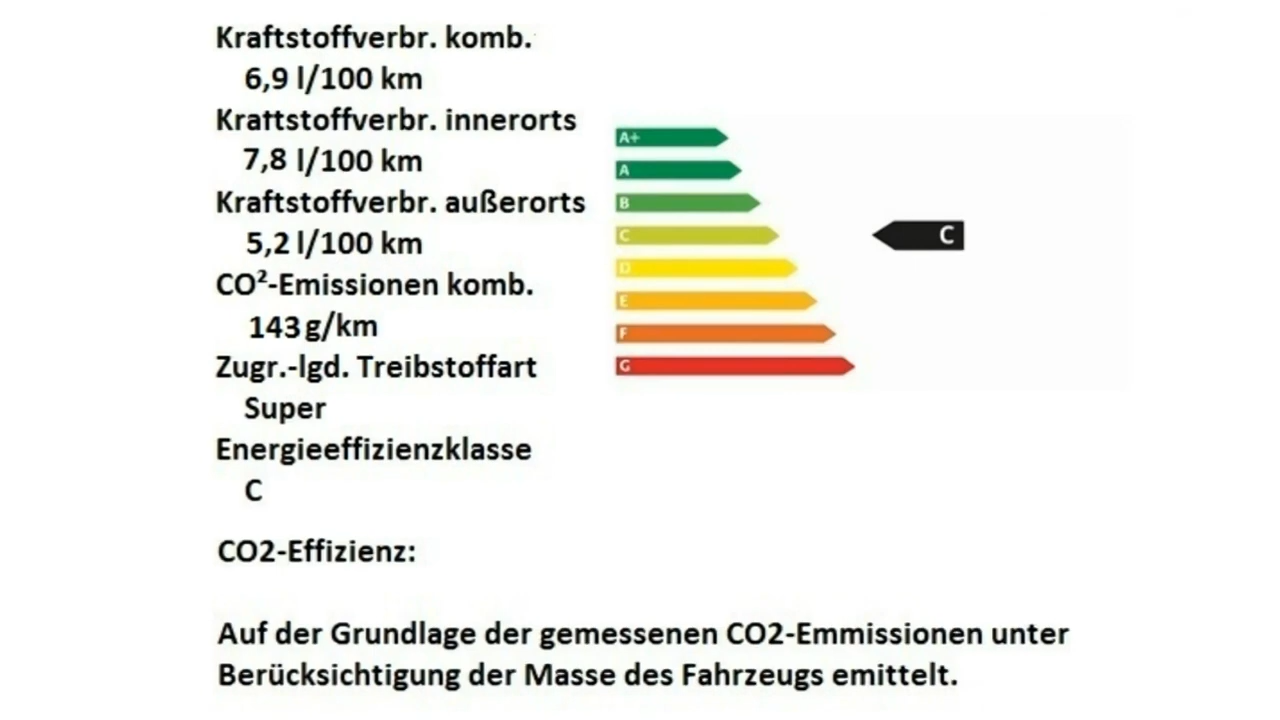 Kraftstoffverbr. komb.
6,9 l/100 km
Krattstoffverbr. innerorts
7,8 l/100 km
Kraftstoffverbr. außerorts
5,2 l/100 km
CO²-Emissionen komb.
143 g/km
Zugr.-lgd. Treibstoffart
Super
Energieeffizienzklasse
C
A+
A
B
C
D
E
F
G
C
CO2-Effizienz:
Auf der Grundlage der gemessenen CO2-Emmissionen unter
Berücksichtigung der Masse des Fahrzeugs emittelt.